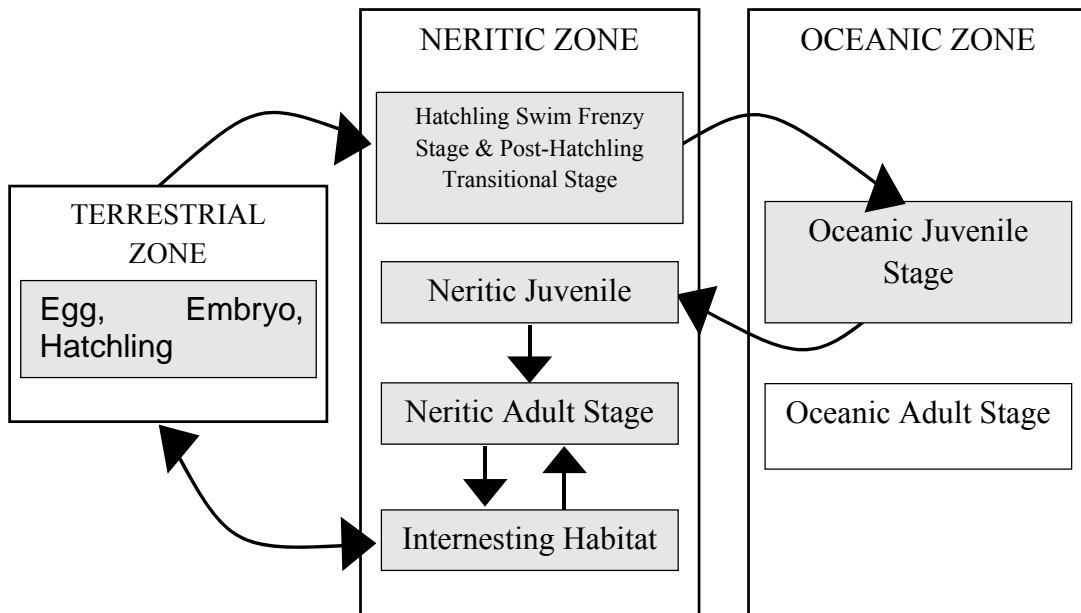 TERRESTRIAL
ZONE
Egg, Embryo,
Hatchling
NERITIC ZONE
Hatchling Swim Frenzy
Stage & Post-Hatchling
Transitional Stage
Neritic Juvenile
Neritic Adult Stage
Internesting Habitat
OCEANIC ZONE
Oceanic Juvenile
Stage
Oceanic Adult Stage